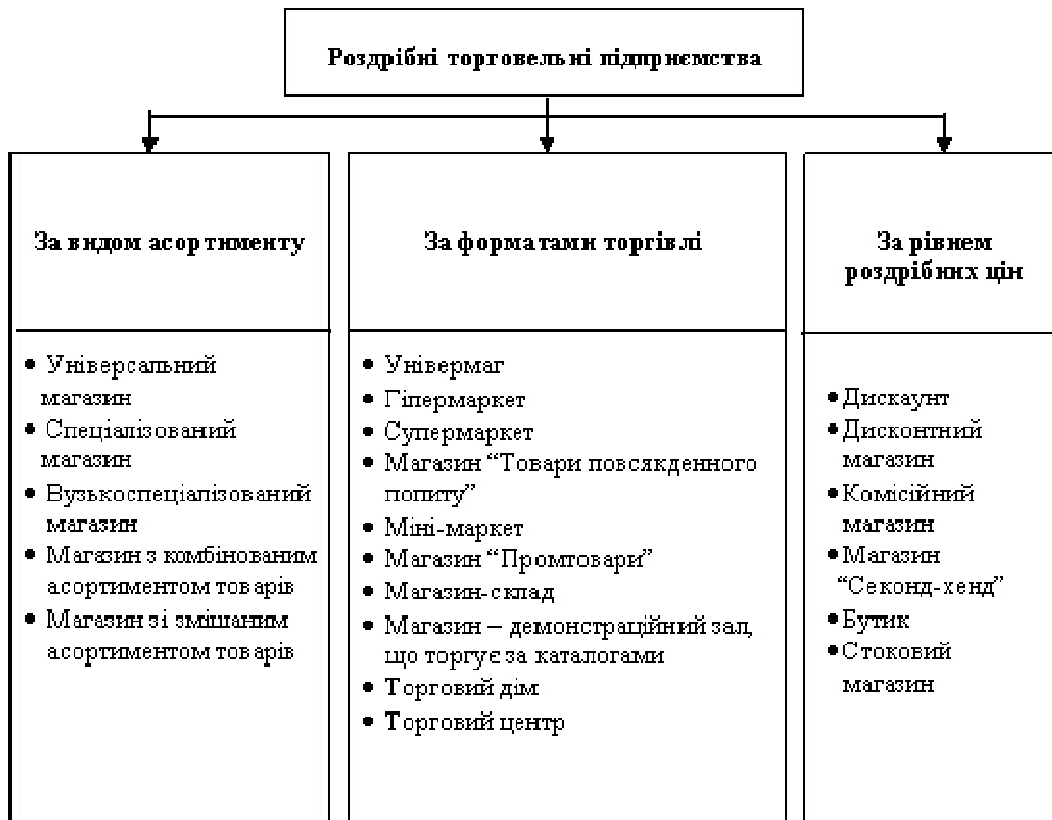 Роздрібні торговельні підприємства
За видом асортименту
• Універсальний
магазин
• Спеціалізований
магазин
• Вузькоспеціалізований
магазин
• Магазин з комбінованим
асортиментом товарів
• Магазин зі змішаним
асортиментом товарів
За форматами торгівлі
• Універмаг
• Гіпермаркет
• Супермаркет
• Магазин “Товари повсякденного
попиту”
• Міні-маркет
• Магазин “Промтовари”
• Магазин-склад
• Магазин – демонстраційний зал,
що торгує за каталогами
• Торговий дім
• Торговий центр
За рівнем
роздрібних цін
• Дискаунт
• Дисконтний
магазин
• Комісійний
магазин
• Магазин
“Секонд-хенд”
• Бутик
• Стоковий
магазин